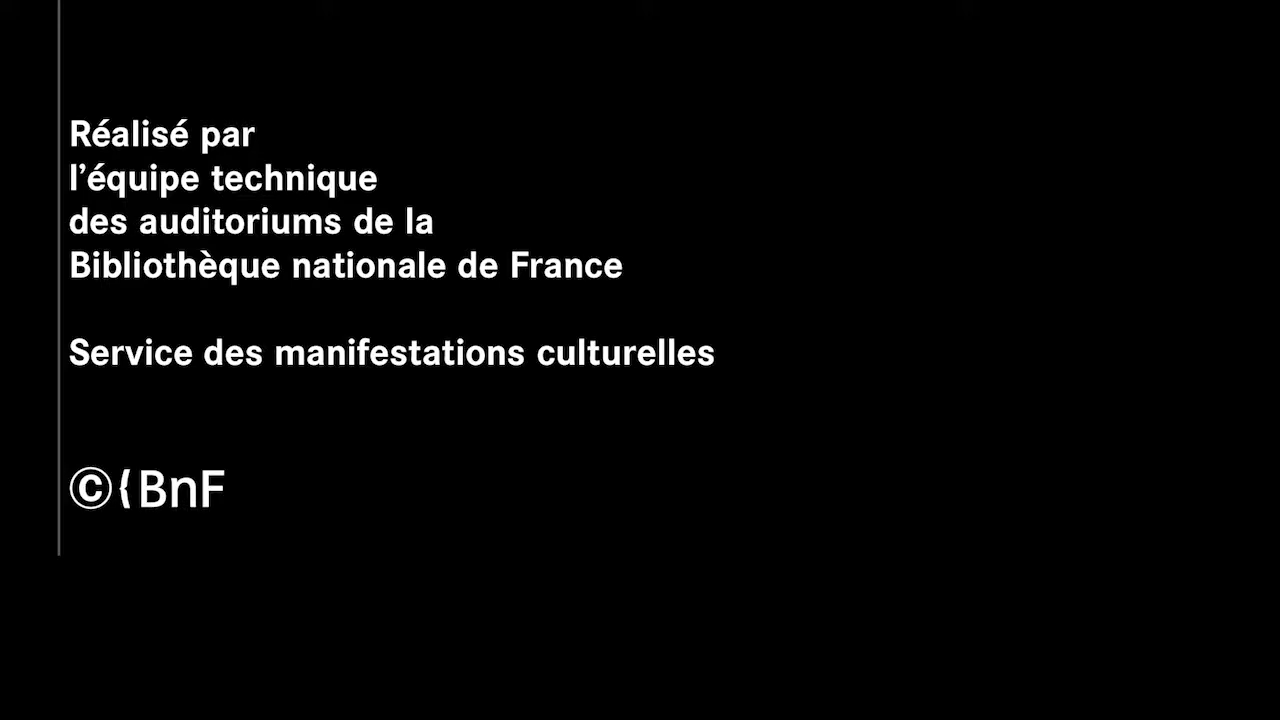 Réalisé par
l’équipe technique
des auditoriums de la
Bibliothèque nationale de France
Service des manifestations culturelles
©{BnF